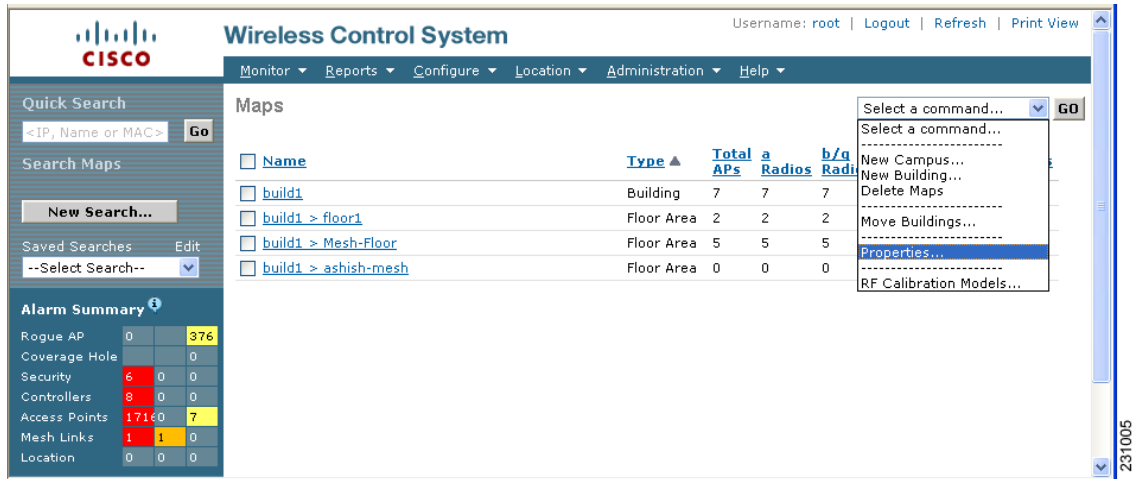 Username: root | Logout | Refresh | Print View
CISCO
Wireless Control System
Monitor Reports Configure Location Administration Help
Quick Search
<IP, Name or MAC> Go
Search Maps
New Search...
Saved Searches Edit
--Select Search--
Maps
Select a command... GO
Select a command...
-----------------------
New Campus...
New Building...
Delete Maps
-----------------------
Move Buildings...
-----------------------
Properties...
-----------------------
RF Calibration Models...
Name Type Total APs a Radios b/g
build1 Building 7 7 7
build1 > floor1 Floor Area 2 2 2
build1 > Mesh-Floor Floor Area 5 5 5
build1 > ashish-mesh Floor Area 0 0 0
Alarm Summary
Rogue AP 0 376
Coverage Hole 0
Security 6 0 0
Controllers 8 0 0
Access Points 0 7
Mesh Links 1 1 0
Location 0 0 0
231005